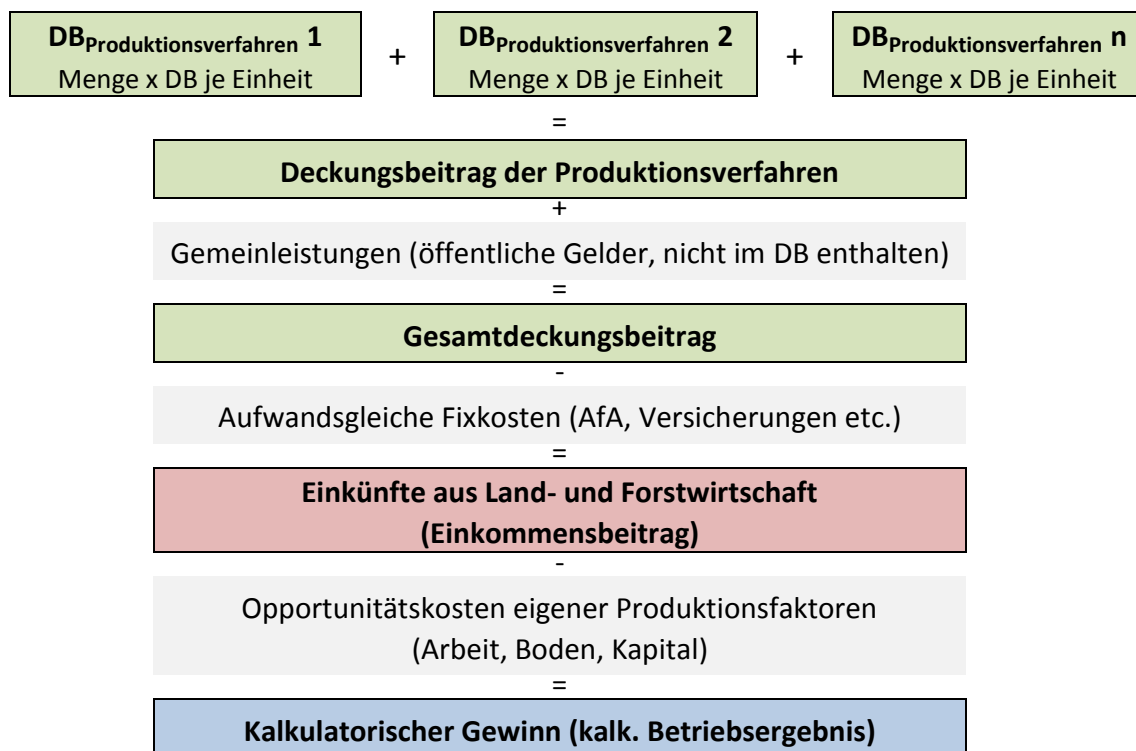 DBProduktionsverfahren 1 + DBProduktionsverfahren 2 + DBProduktionsverfahren n
Menge x DB je Einheit Menge x DB je Einheit Menge x DB je Einheit
=
Deckungsbeitrag der Produktionsverfahren
+
Gemeinleistungen (öffentliche Gelder, nicht im DB enthalten)
=
Gesamtdeckungsbeitrag
-
Aufwandsgleiche Fixkosten (AfA, Versicherungen etc.)
=
Einkünfte aus Land- und Forstwirtschaft
(Einkommensbeitrag)
-
Opportunitätskosten eigener Produktionsfaktoren
(Arbeit, Boden, Kapital)
=
Kalkulatorischer Gewinn (kalk. Betriebsergebnis)